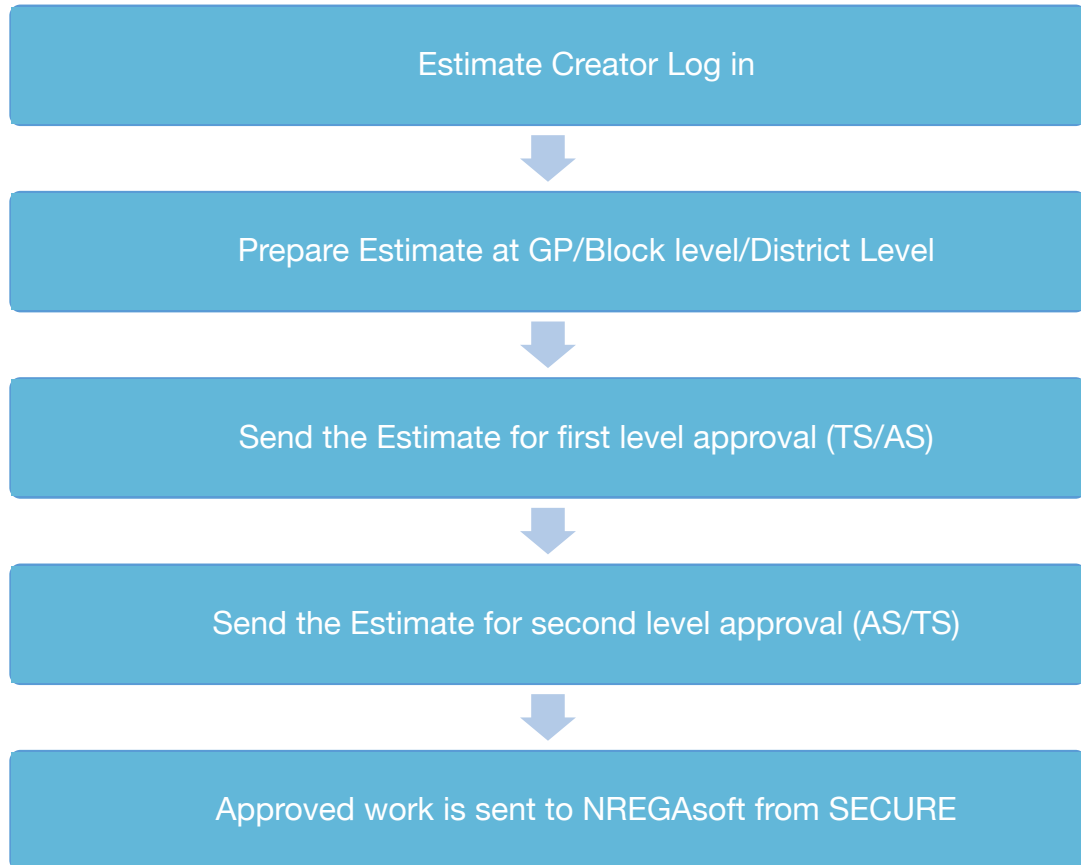 Estimate Creator Log in
Prepare Estimate at GP/Block level/District Level
Send the Estimate for first level approval (TS/AS)
Send the Estimate for second level approval (AS/TS)
Approved work is sent to NREGAsoft from SECURE